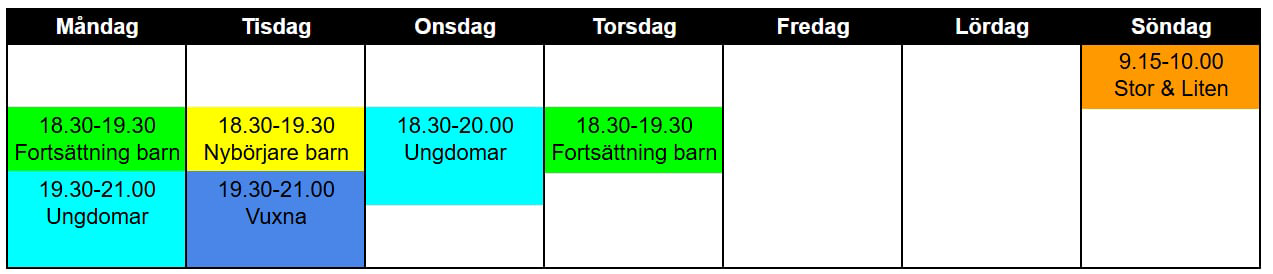 Måndag Tisdag Onsdag Torsdag Fredag Lördag Söndag
9.15-10.00
Stor & Liten
18.30-19.30 18.30-19.30 18.30-20.00 18.30-19.30
Fortsättning barn Nybörjare barn Ungdomar Fortsättning barn
19.30-21.00 19.30-21.00
Ungdomar Vuxna